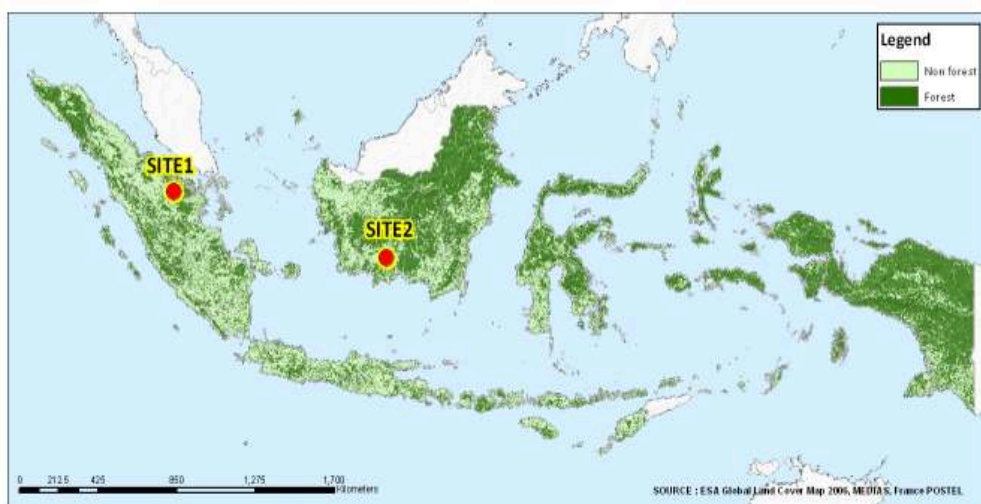 Legend
Non forest
Forest
SITE1
SITE2
0 212.5 425 850 1,275 1,700
Kilometers
SOURCE : ESA Global Land Cover Map 2006, MEDIAS, France POSTEL